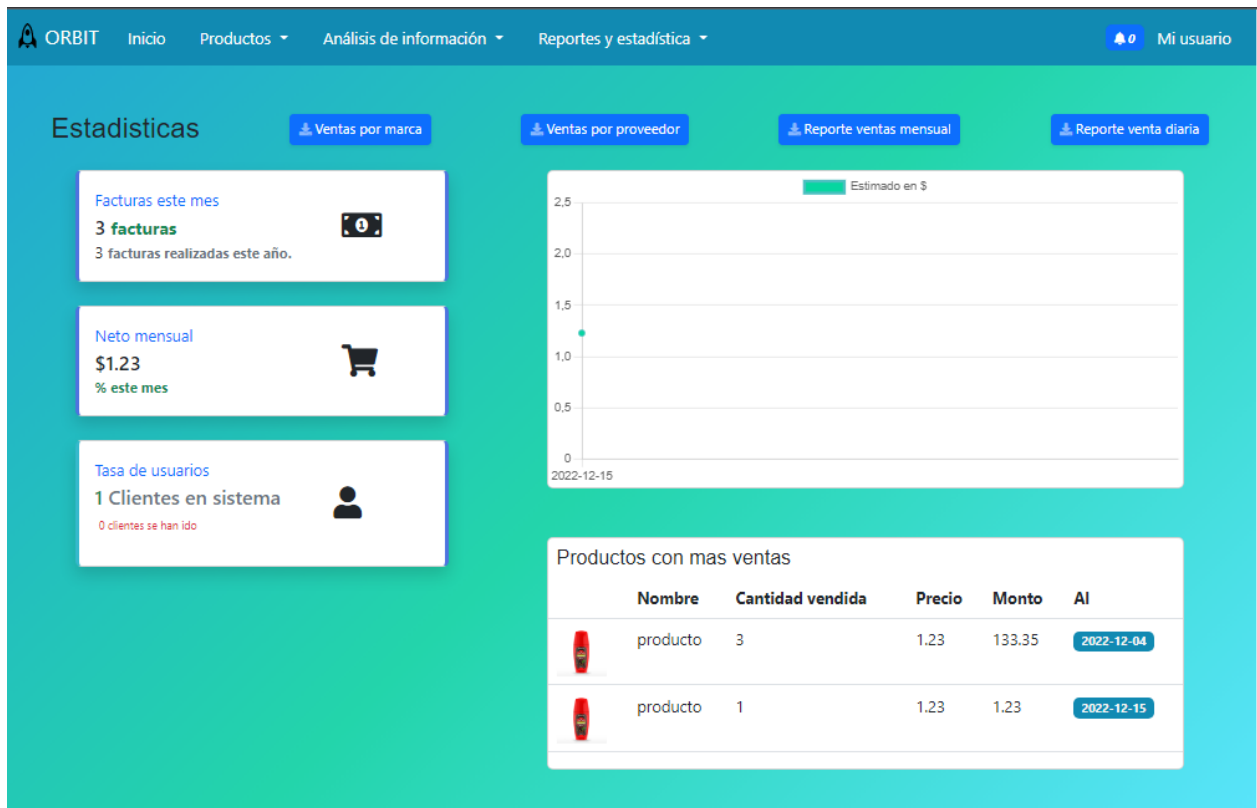 ORBIT Inicio Productos Análisis de información Reportes y estadística 0 Mi usuario
Estadisticas Ventas por marca Ventas por proveedor Reporte ventas mensual Reporte venta diaria
Facturas este mes
3 facturas
3 facturas realizadas este año.
Neto mensual
$1.23
% este mes
Tasa de usuarios
1 Clientes en sistema
0 clientes se han ido
Estimado en $
2,5
2,0
1,5
1,0
0,5
0
2022-12-15
Productos con mas ventas
Nombre Cantidad vendida Precio Monto Al
producto 3 1.23 133.35 2022-12-04
producto 1 1.23 1.23 2022-12-15